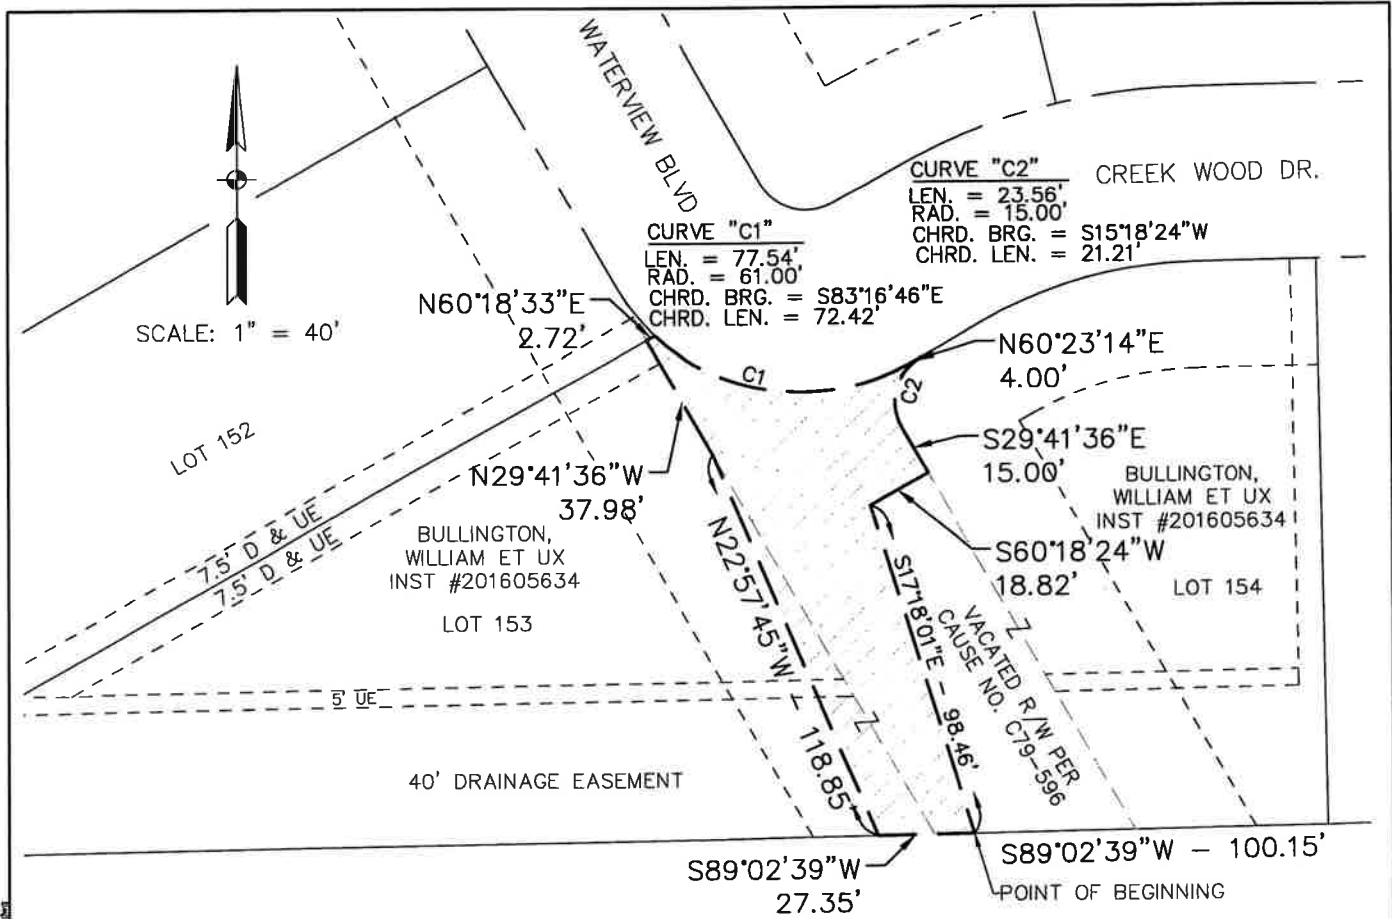 WATERVIEW BLVD
CREEK WOOD DR.
CURVE "C2"
LEN. = 23.56'
RAD. = 15.00'
CHRD. BRG. = S15°18'24"W
CHRD. LEN. = 21.21'
CURVE "C1"
LEN. = 77.54'
RAD. = 61.00'
CHRD. BRG. = S83°16'46"E
CHRD. LEN. = 72.42'
SCALE: 1" = 40'
N60°18'33"E
2.72'
C1
C2
N60°23'14"E
4.00'
LOT 152
N29°41'36"W
37.98'
S29°41'36"E
15.00'
BULLINGTON,
WILLIAM ET UX
INST #201605634
LOT 154
S60°18'24"W
18.82'
7.5' D & UE
7.5' D & UE
BULLINGTON,
WILLIAM ET UX
INST #201605634
LOT 153
N22°57'45"W - 118.85'
S17°18'01"E - 98.46'
VACATED R/W PER
CAUSE NO. C79-596
Z
Z
5' UE
40' DRAINAGE EASEMENT
S89°02'39"W
27.35'
S89°02'39"W - 100.15'
POINT OF BEGINNING